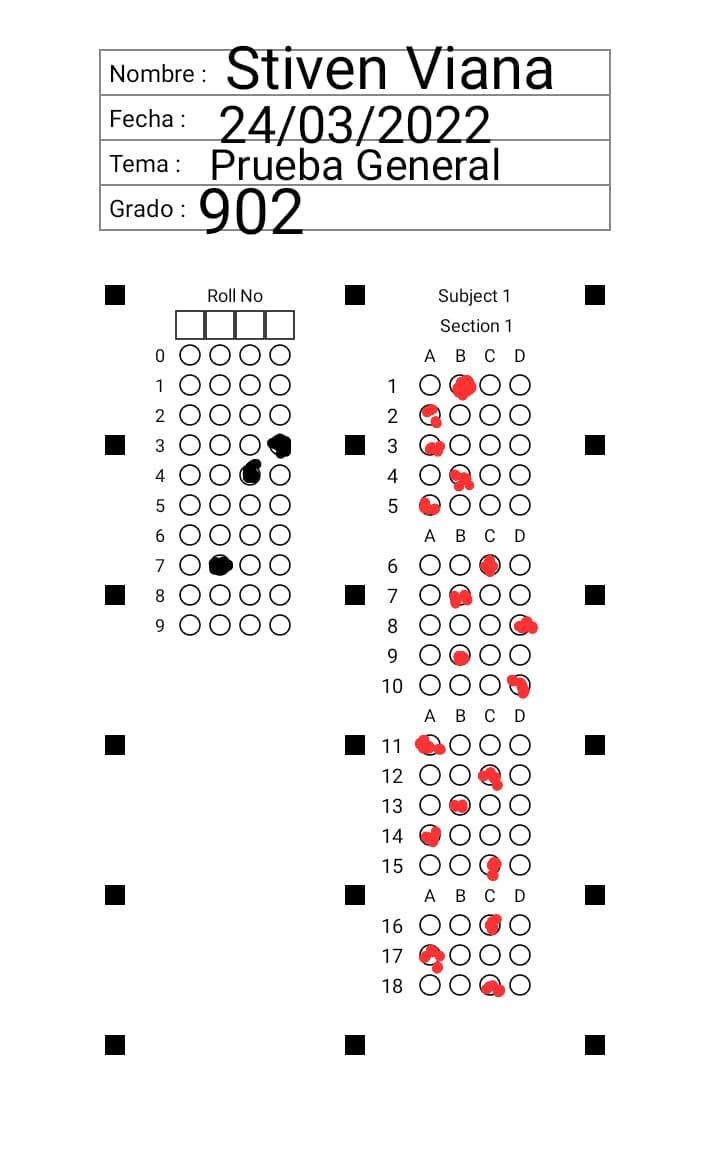 Nombre : Stiven Viana
Fecha : 24/03/2022
Tema : Prueba General
Grado : 902
Roll No
0
1
2
3
4
5
6
7
8
9
Subject 1
Section 1
A B C D
1
2
3
4
5
A B C D
6
7
8
9
10
A B C D
11
12
13
14
15
A B C D
16
17
18